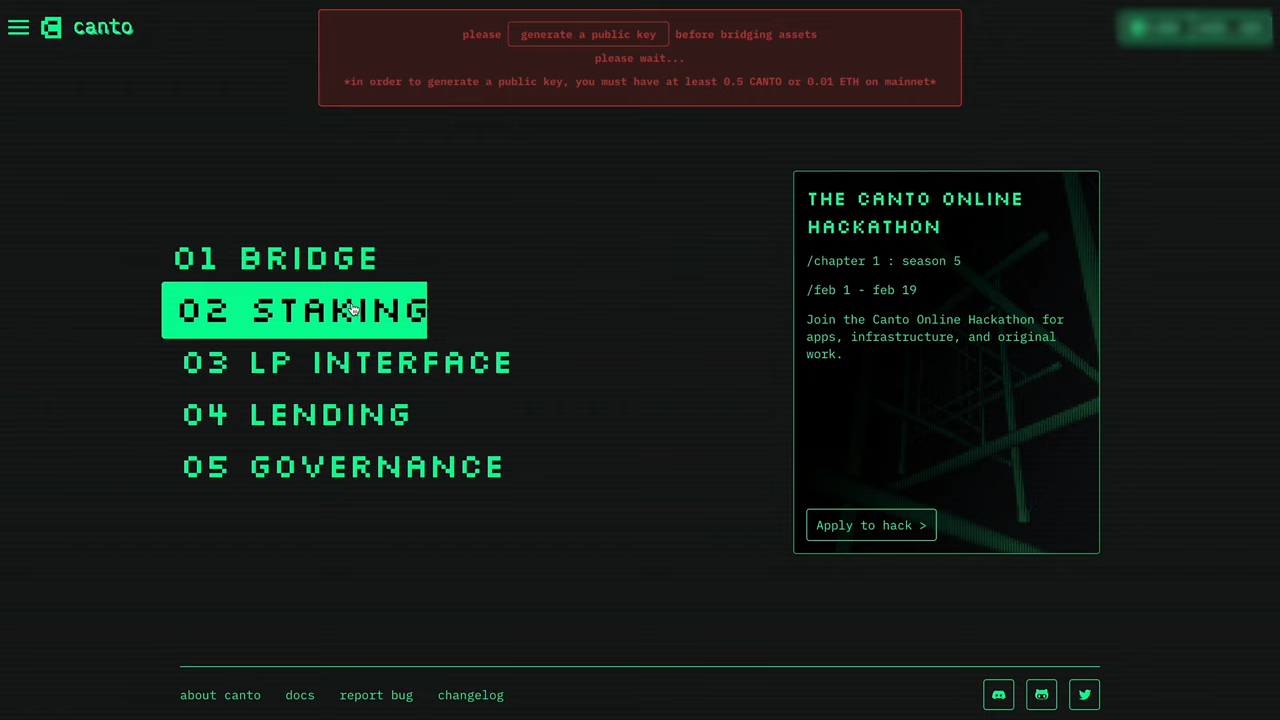 canto
please generate a public key before bridging assets
please wait...
*in order to generate a public key, you must have at least 0.5 CANTO or 0.01 ETH on mainnet*
01 BRIDGE
02 STAKING
03 LP INTERFACE
04 LENDING
05 GOVERNANCE
THE CANTO ONLINE
HACKATHON
/chapter 1 : season 5
/feb 1 - feb 19
Join the Canto Online Hackathon for
apps, infrastructure, and original
work.
Apply to hack >
about canto docs report bug changelog